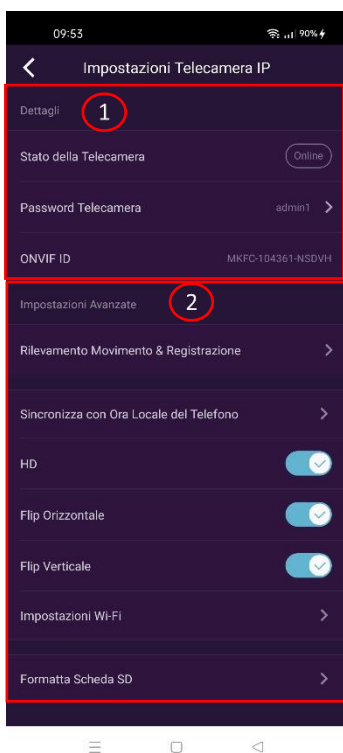 09:53
90%
Impostazioni Telecamera IP
Dettagli
1
Stato della Telecamera
Online
Password Telecamera
admin1
ONVIF ID
MKFC-104361-NSDVH
Impostazioni Avanzate
2
Rilevamento Movimento & Registrazione
Sincronizza con Ora Locale del Telefono
HD
Flip Orizzontale
Flip Verticale
Impostazioni Wi-Fi
Formatta Scheda SD